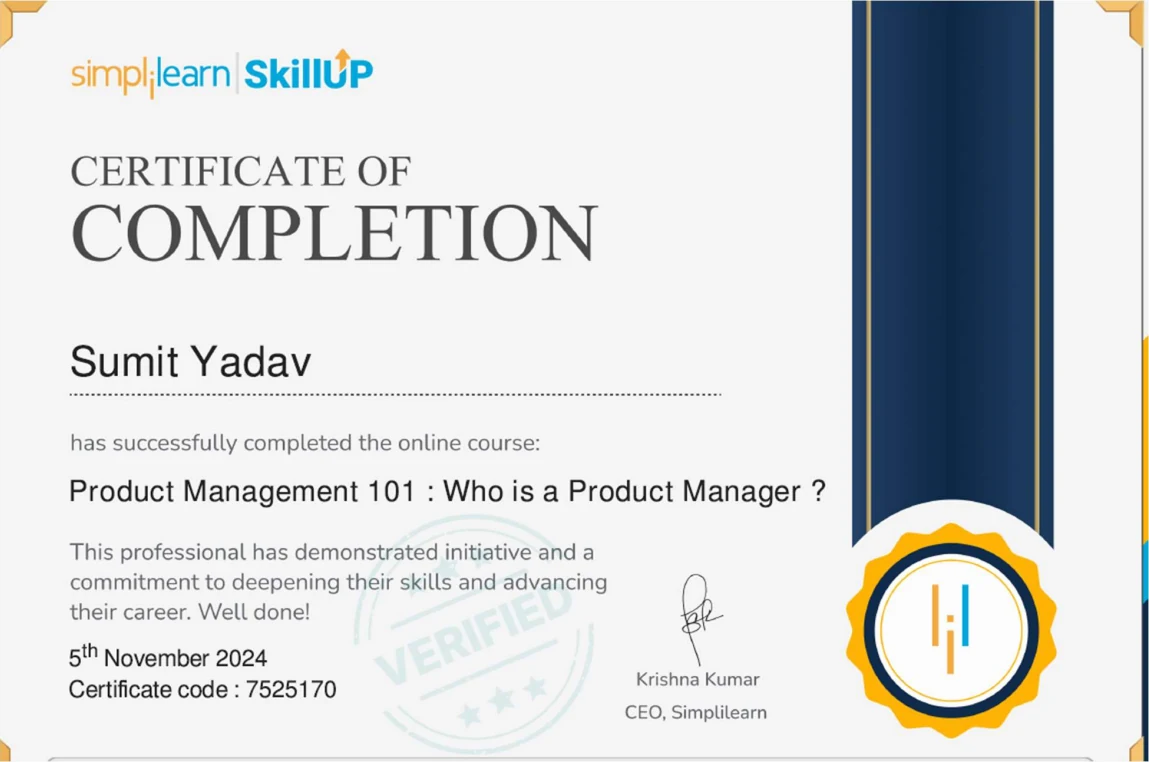 simplilearn | SkillUP
CERTIFICATE OF
COMPLETION
Sumit Yadav
has successfully completed the online course:
Product Management 101 : Who is a Product Manager ?
This professional has demonstrated initiative and a
commitment to deepening their skills and advancing
their career. Well done!
VERIFIED
5th November 2024
Certificate code : 7525170
Krishna Kumar
CEO, Simplilearn